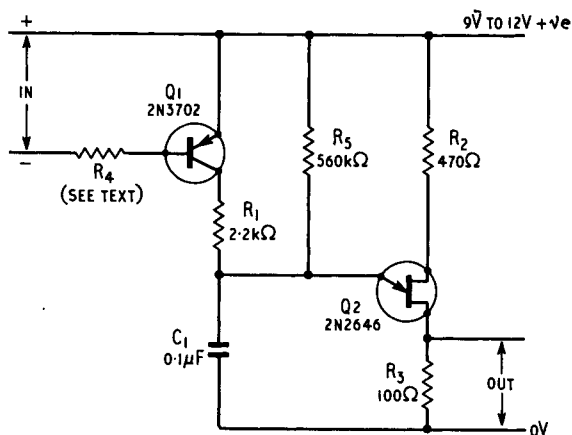 +
9V TO 12V +ve
IN
Q1
2N3702
−
R4
(SEE TEXT)
R5
560kΩ
R2
470Ω
R1
2·2kΩ
Q2
2N2646
C1
0·1μF
R3
100Ω
OUT
0V